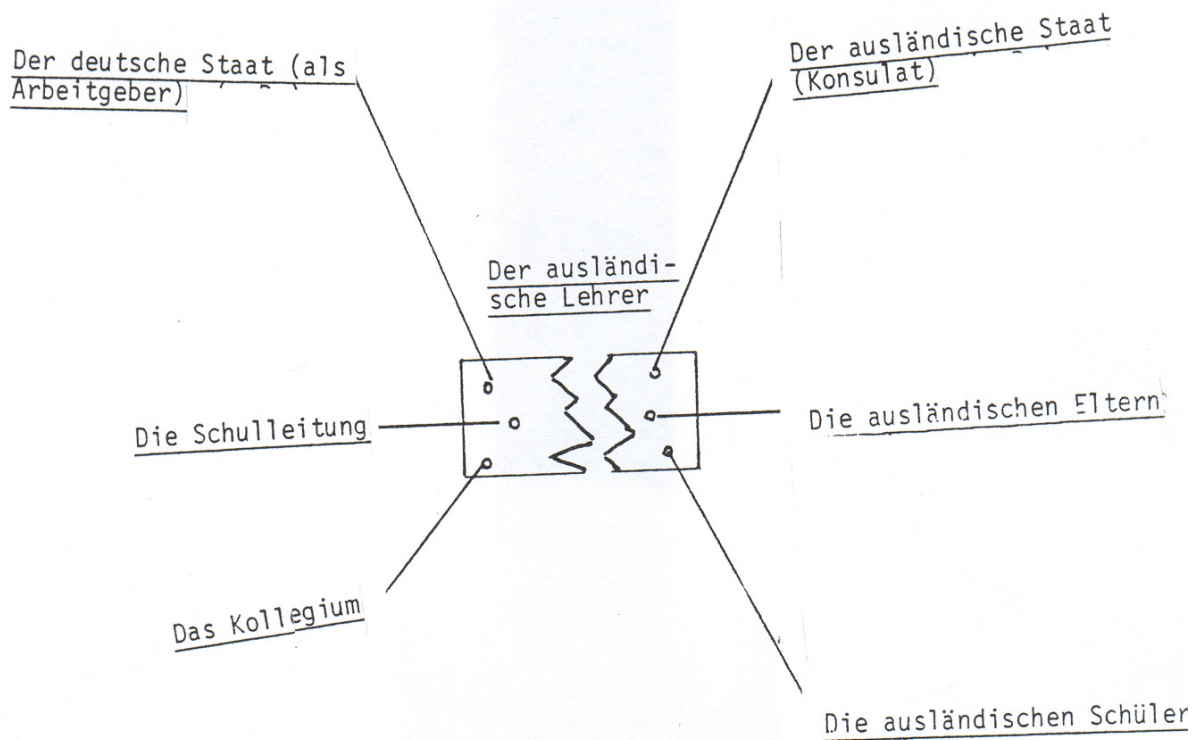 Der deutsche Staat (als
Arbeitgeber)
Der ausländische Staat
(Konsulat)
Der ausländi-
sche Lehrer
Die Schulleitung
Die ausländischen Eltern
Das Kollegium
Die ausländischen Schüler